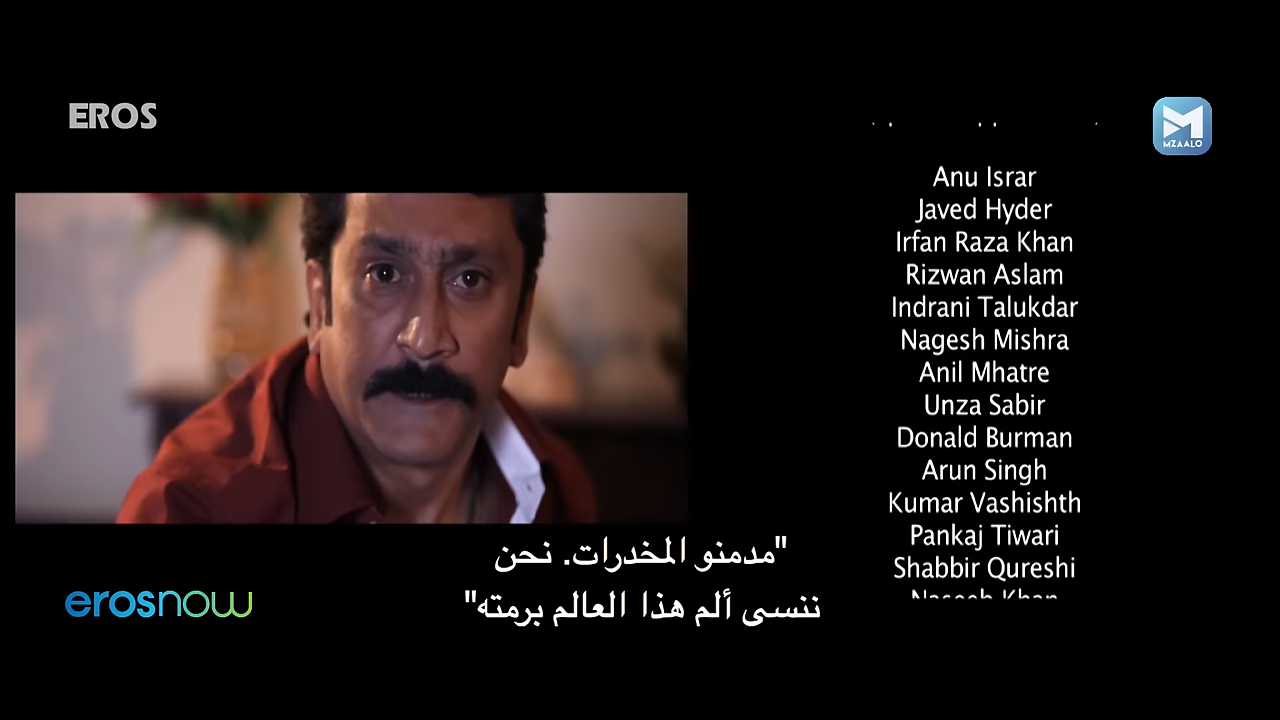 EROS
MZAALO
Anu Israr
Javed Hyder
Irfan Raza Khan
Rizwan Aslam
Indrani Talukdar
Nagesh Mishra
Anil Mhatre
Unza Sabir
Donald Burman
Arun Singh
Kumar Vashishth
Pankaj Tiwari
Shabbir Qureshi
Naseeb Khan
"مدمنو المخدرات. نحن
ننسى ألم هذا العالم برمته"
erosnow